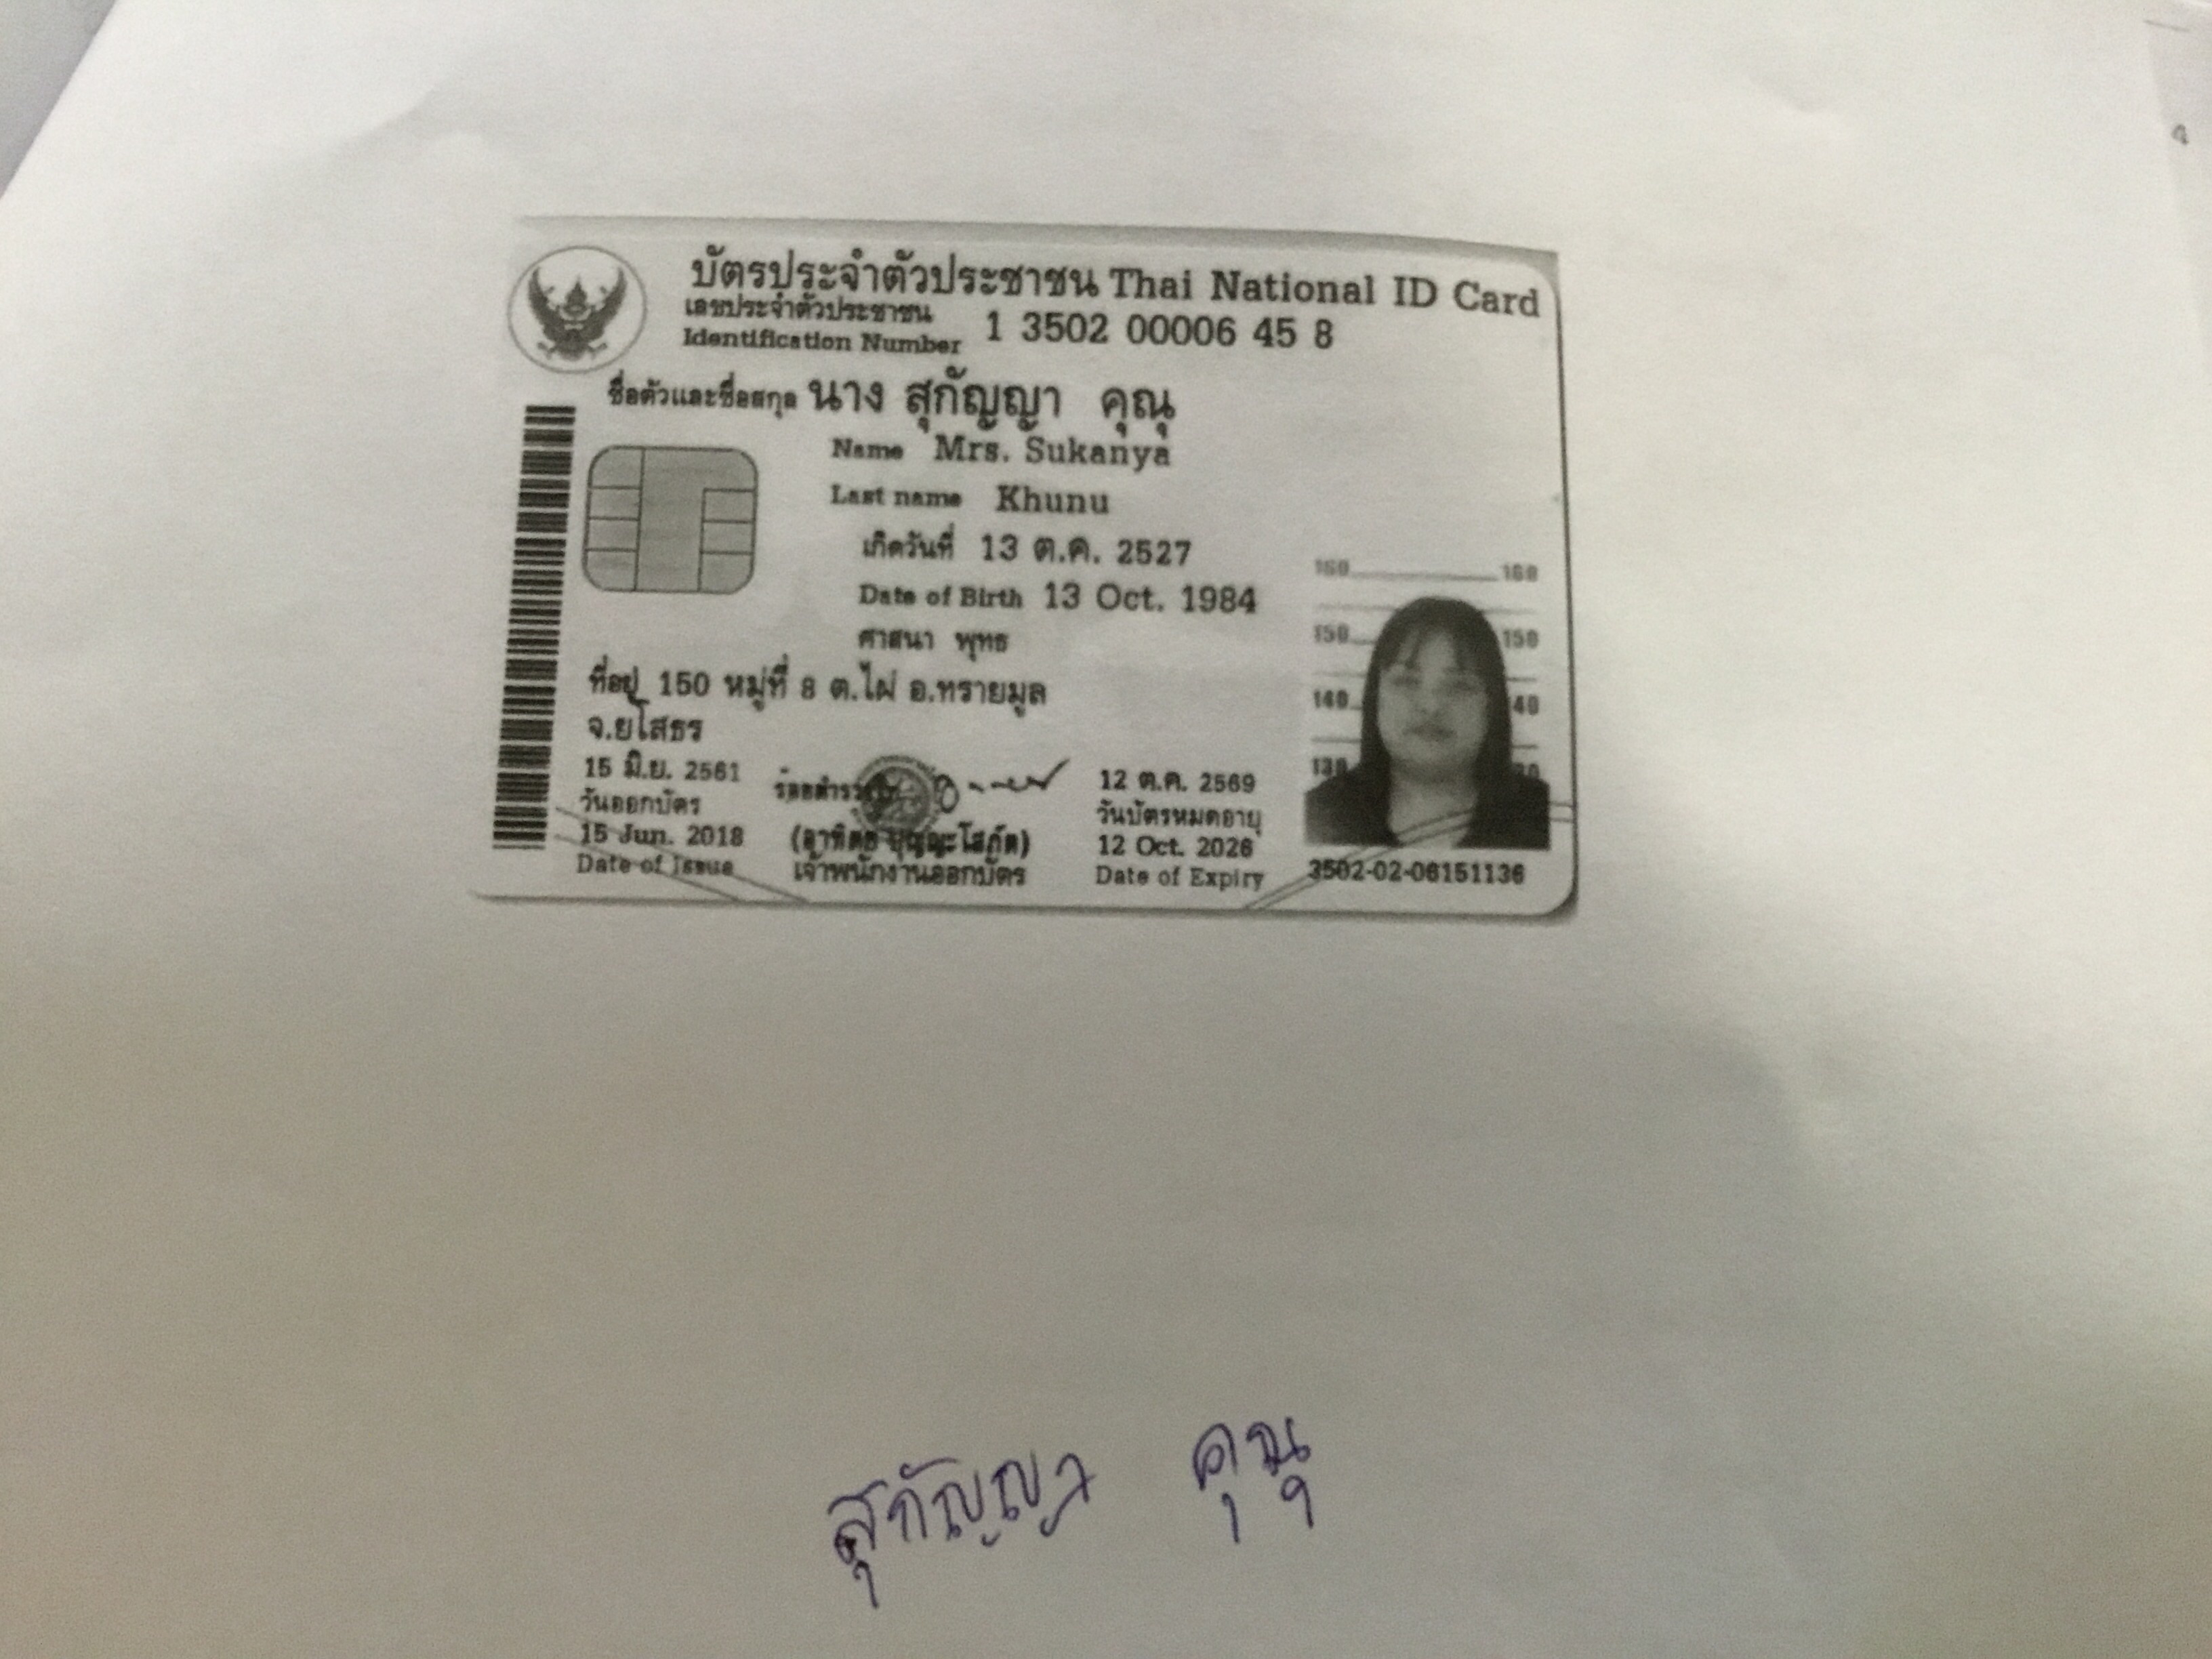 บัตรประจำตัวประชาชน Thai National ID Card
เลขประจำตัวประชาชน
Identification Number 1 3502 00006 45 8
ชื่อตัวและชื่อสกุล นาง สุกัญญา คุณุ
Name Mrs. Sukanya
Last name Khunu
เกิดวันที่ 13 ต.ค. 2527
Date of Birth 13 Oct. 1984
ศาสนา พุทธ
ที่อยู่ 150 หมู่ที่ 8 ต.ไผ่ อ.ทรายมูล
จ.ยโสธร
15 มิ.ย. 2561
วันออกบัตร
15 Jun. 2018
Date of Issue
เจ้าพนักงานออกบัตร
12 ต.ค. 2569
วันบัตรหมดอายุ
12 Oct. 2026
Date of Expiry
160 160
150 150
140 40
130
3502-02-06151136
สุกัญญา คุณุ